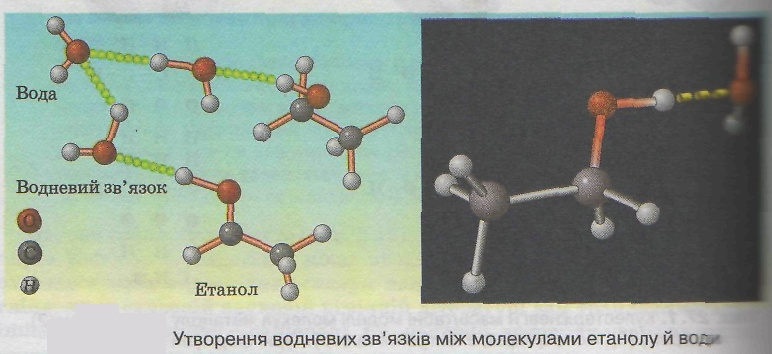 Вода
Водневий зв’язок
О
С
Н
Етанол
Утворення водневих зв’язків між молекулами етанолу й води